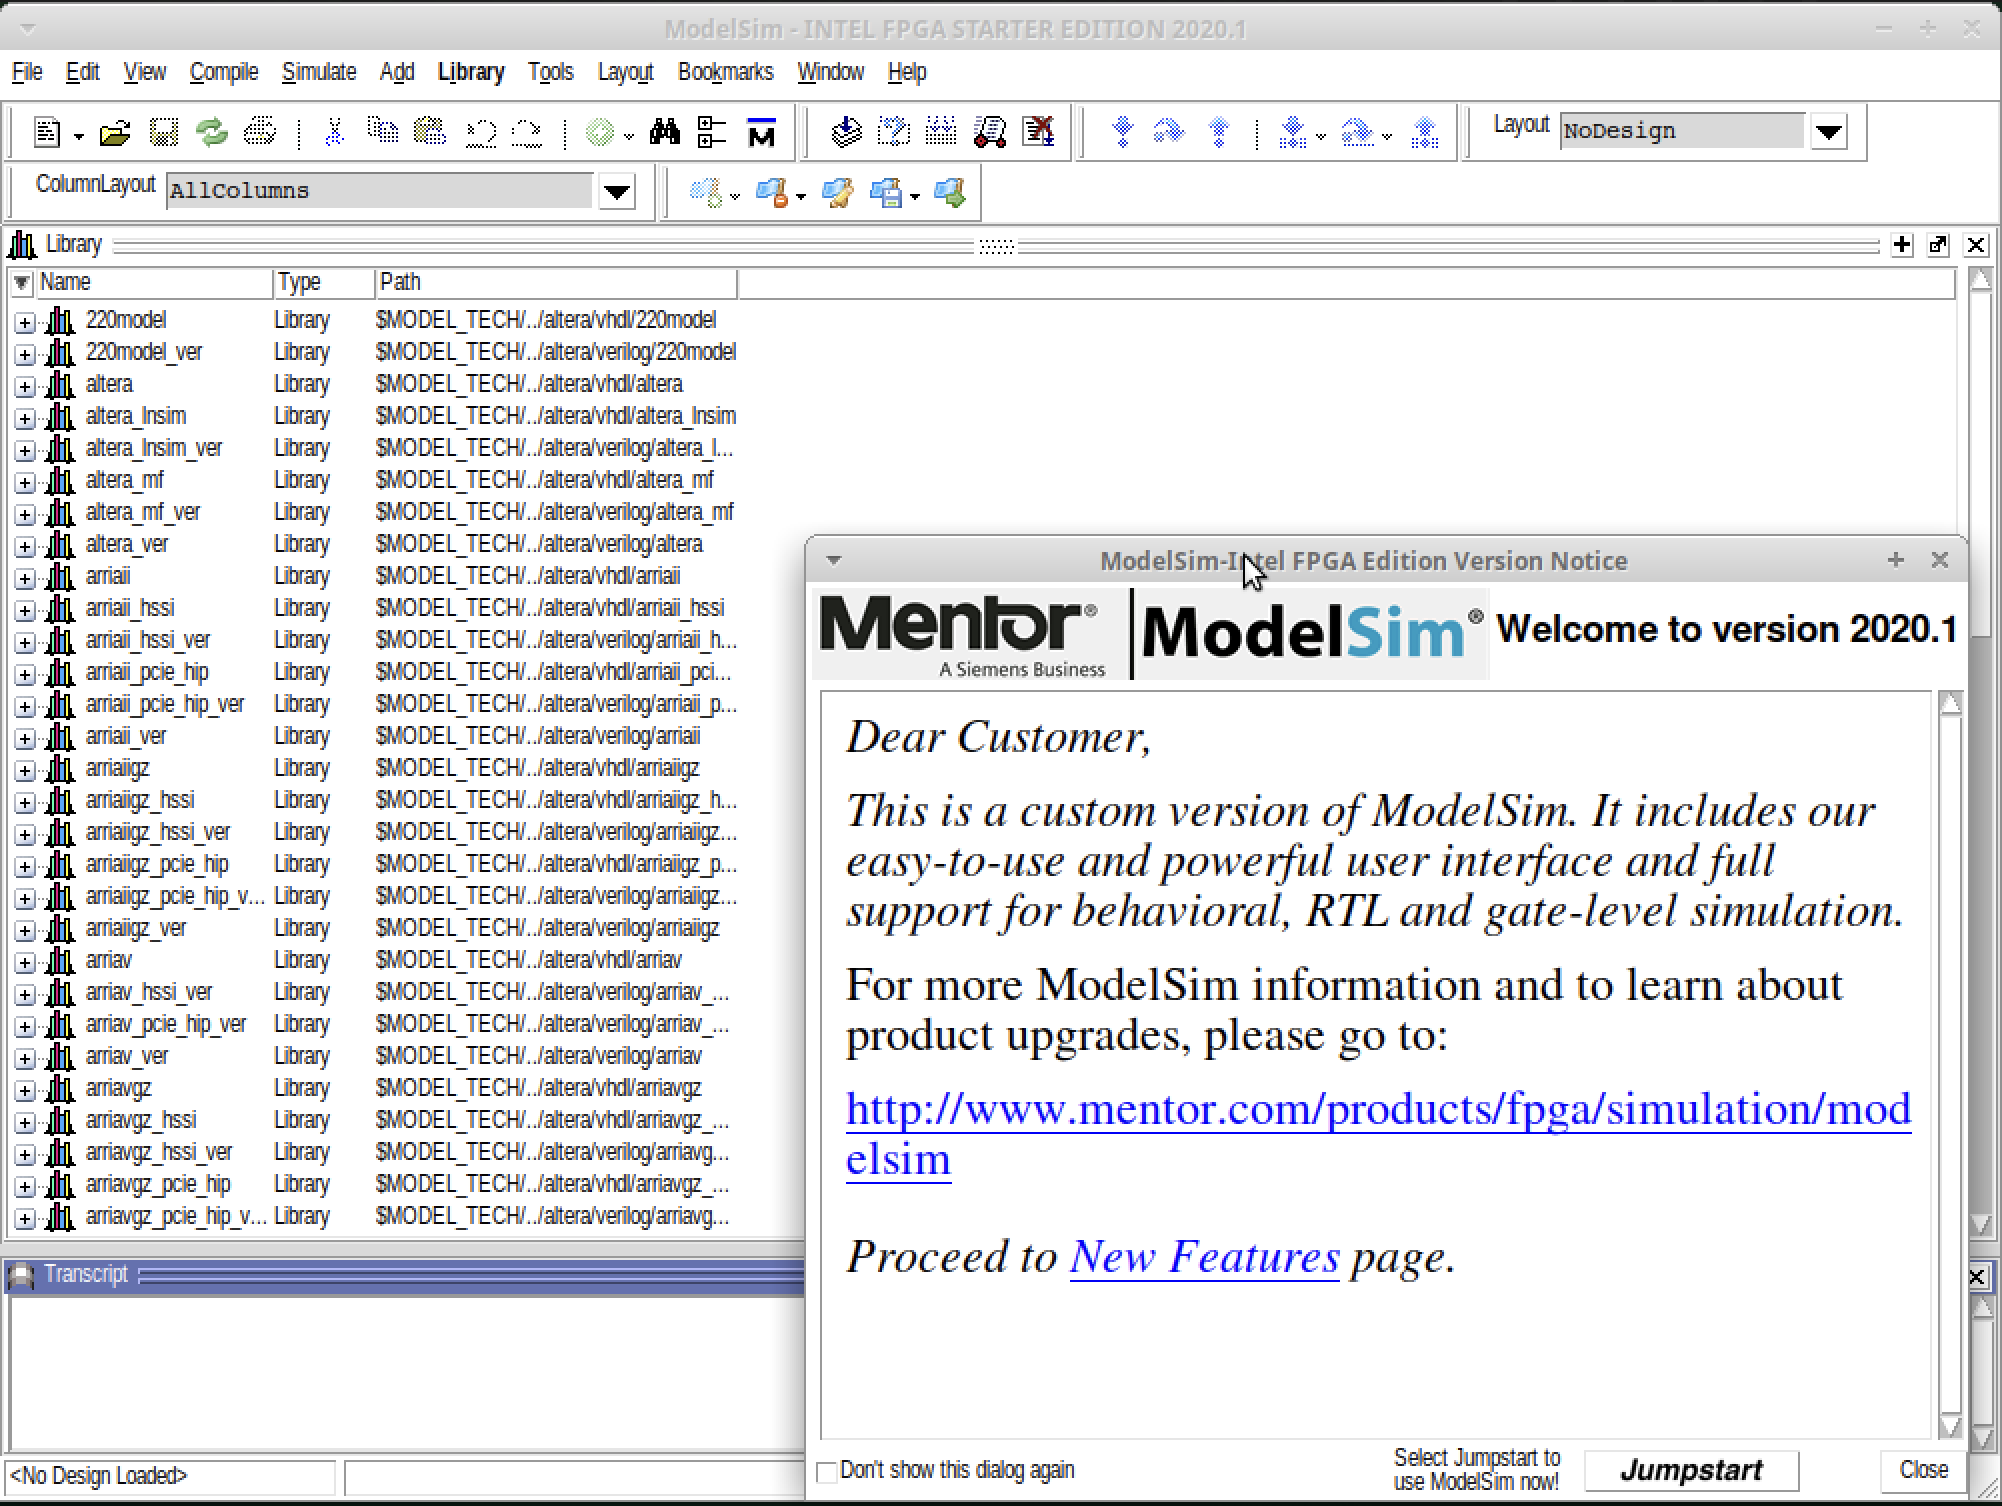 ModelSim - INTEL FPGA STARTER EDITION 2020.1
File Edit View Compile Simulate Add Library Tools Layout Bookmarks Window Help
Layout NoDesign
ColumnLayout AllColumns
Library
Name Type Path
220model Library $MODEL_TECH/../altera/vhdl/220model
220model_ver Library $MODEL_TECH/../altera/verilog/220model
altera Library $MODEL_TECH/../altera/vhdl/altera
altera_lnsim Library $MODEL_TECH/../altera/vhdl/altera_lnsim
altera_lnsim_ver Library $MODEL_TECH/../altera/verilog/altera_l...
altera_mf Library $MODEL_TECH/../altera/vhdl/altera_mf
altera_mf_ver Library $MODEL_TECH/../altera/verilog/altera_mf
altera_ver Library $MODEL_TECH/../altera/verilog/altera
arriaii Library $MODEL_TECH/../altera/vhdl/arriaii
arriaii_hssi Library $MODEL_TECH/../altera/vhdl/arriaii_hssi
arriaii_hssi_ver Library $MODEL_TECH/../altera/verilog/arriaii_h...
arriaii_pcie_hip Library $MODEL_TECH/../altera/vhdl/arriaii_pci...
arriaii_pcie_hip_ver Library $MODEL_TECH/../altera/verilog/arriaii_p...
arriaii_ver Library $MODEL_TECH/../altera/verilog/arriaii
arriaiigz Library $MODEL_TECH/../altera/vhdl/arriaiigz
arriaiigz_hssi Library $MODEL_TECH/../altera/vhdl/arriaiigz_h...
arriaiigz_hssi_ver Library $MODEL_TECH/../altera/verilog/arriaiigz...
arriaiigz_pcie_hip Library $MODEL_TECH/../altera/vhdl/arriaiigz_p...
arriaiigz_pcie_hip_v... Library $MODEL_TECH/../altera/verilog/arriaiigz...
arriaiigz_ver Library $MODEL_TECH/../altera/verilog/arriaiigz
arriav Library $MODEL_TECH/../altera/vhdl/arriav
arriav_hssi_ver Library $MODEL_TECH/../altera/verilog/arriav_...
arriav_pcie_hip_ver Library $MODEL_TECH/../altera/verilog/arriav_...
arriav_ver Library $MODEL_TECH/../altera/verilog/arriav
arriavgz Library $MODEL_TECH/../altera/vhdl/arriavgz
arriavgz_hssi Library $MODEL_TECH/../altera/vhdl/arriavgz_...
arriavgz_hssi_ver Library $MODEL_TECH/../altera/verilog/arriavg...
arriavgz_pcie_hip Library $MODEL_TECH/../altera/vhdl/arriavgz_...
arriavgz_pcie_hip_v... Library $MODEL_TECH/../altera/verilog/arriavg...
Transcript
<No Design Loaded>
ModelSim-Intel FPGA Edition Version Notice
Mentor® ModelSim® Welcome to version 2020.1
A Siemens Business
Dear Customer,
This is a custom version of ModelSim. It includes our
easy-to-use and powerful user interface and full
support for behavioral, RTL and gate-level simulation.
For more ModelSim information and to learn about
product upgrades, please go to:
http://www.mentor.com/products/fpga/simulation/mod
elsim
Proceed to New Features page.
Don't show this dialog again
Select Jumpstart to
use ModelSim now!
Jumpstart
Close